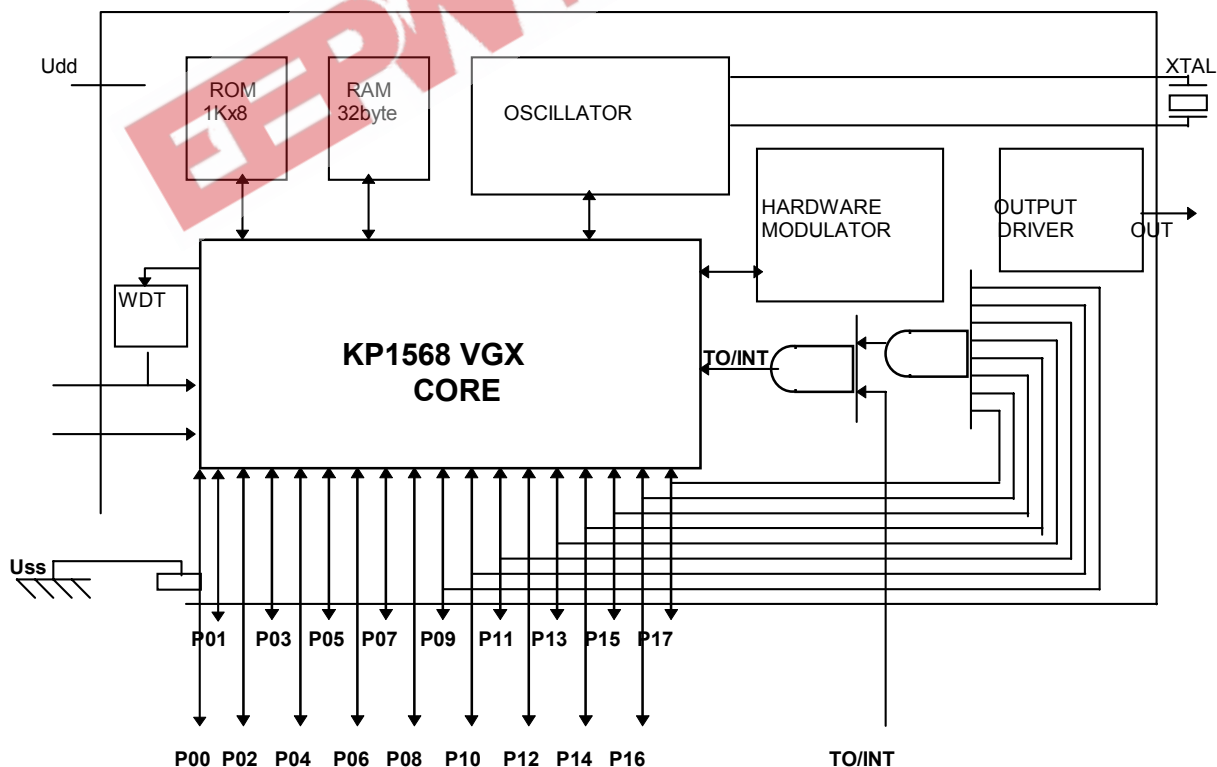 Udd
XTAL
ROM
1Kx8
RAM
32byte
OSCILLATOR
HARDWARE
MODULATOR
OUTPUT
DRIVER
OUT
WDT
KP1568 VGX
CORE
TO/INT
Uss
P01 P03 P05 P07 P09 P11 P13 P15 P17
P00 P02 P04 P06 P08 P10 P12 P14 P16 TO/INT